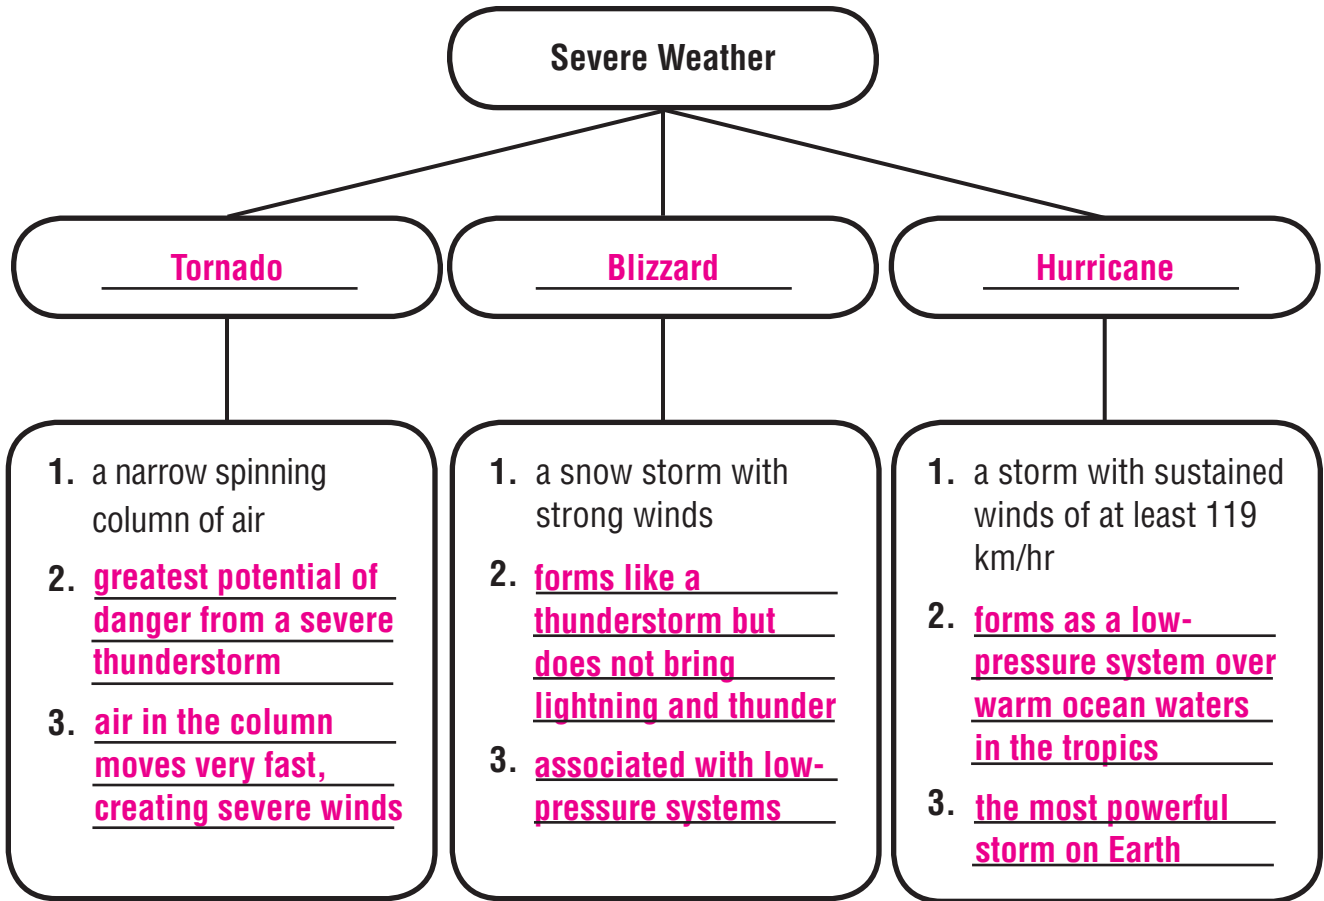 Severe Weather
Tornado
Blizzard
Hurricane
1. a narrow spinning
column of air
2. greatest potential of
danger from a severe
thunderstorm
3. air in the column
moves very fast,
creating severe winds
1. a snow storm with
strong winds
2. forms like a
thunderstorm but
does not bring
lightning and thunder
3. associated with low-
pressure systems
1. a storm with sustained
winds of at least 119
km/hr
2. forms as a low-
pressure system over
warm ocean waters
in the tropics
3. the most powerful
storm on Earth